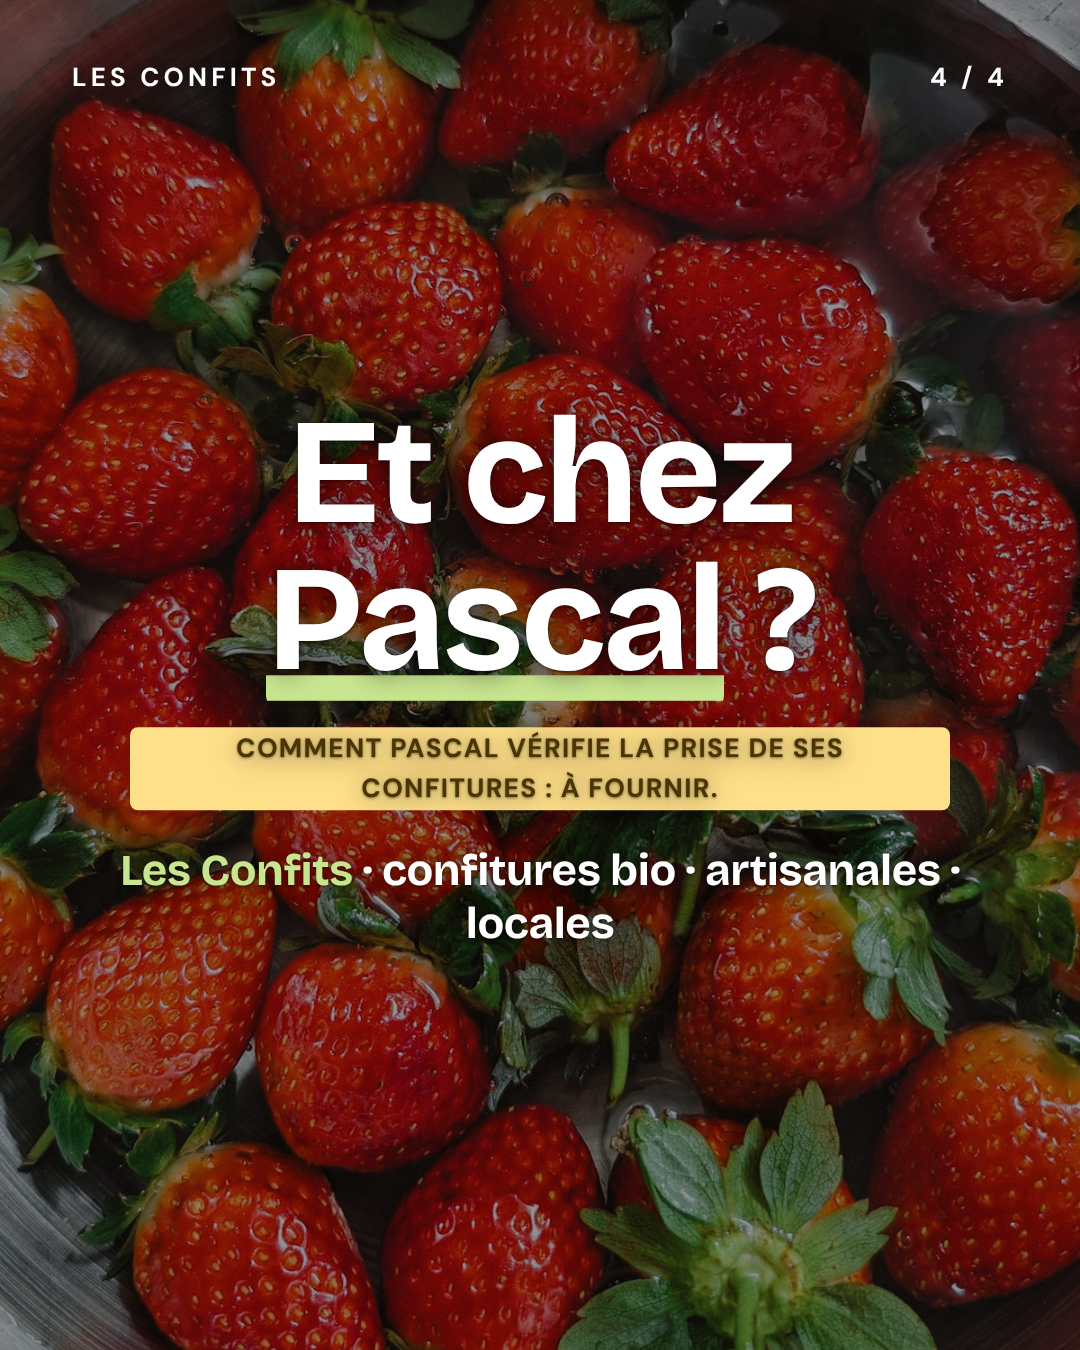 LES CONFITS
4 / 4
Et chez
Pascal ?
COMMENT PASCAL VÉRIFIE LA PRISE DE SES
CONFITURES : À FOURNIR.
Les Confits · confitures bio · artisanales ·
locales